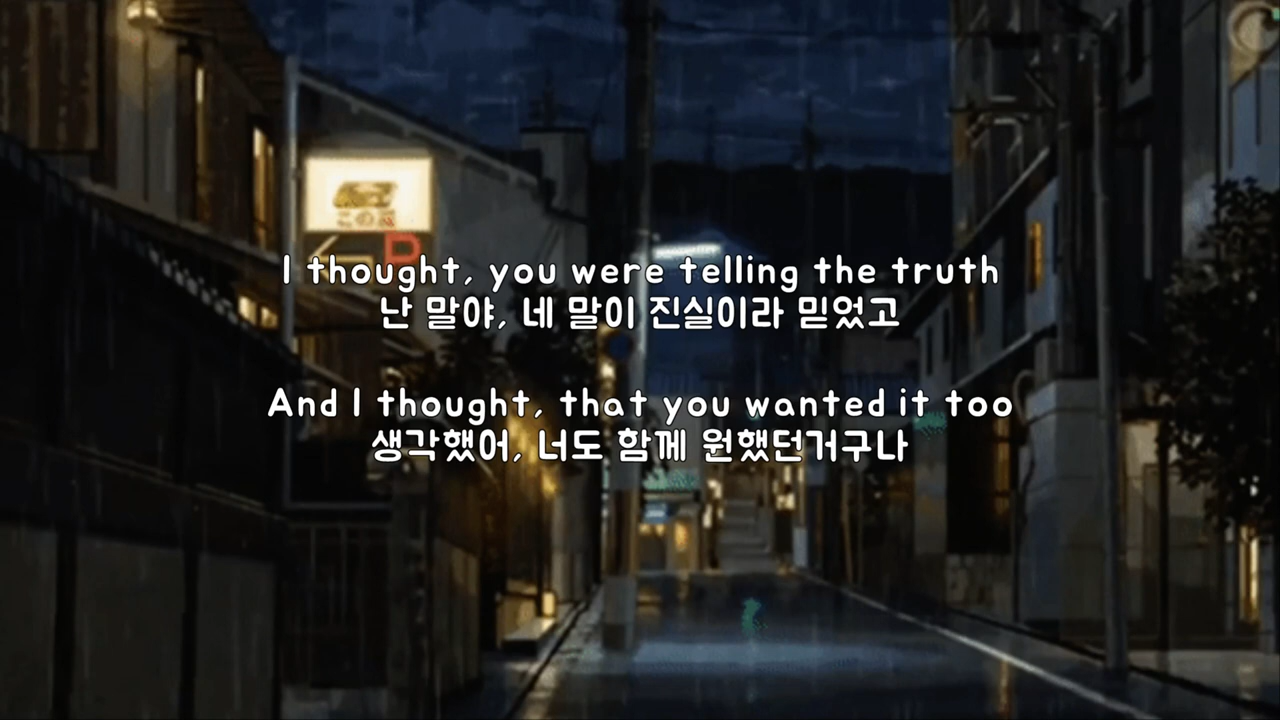 P
I thought, you were telling the truth
난 말야, 네 말이 진실이라 믿었고
And I thought, that you wanted it too
생각했어, 너도 함께 원했던거구나